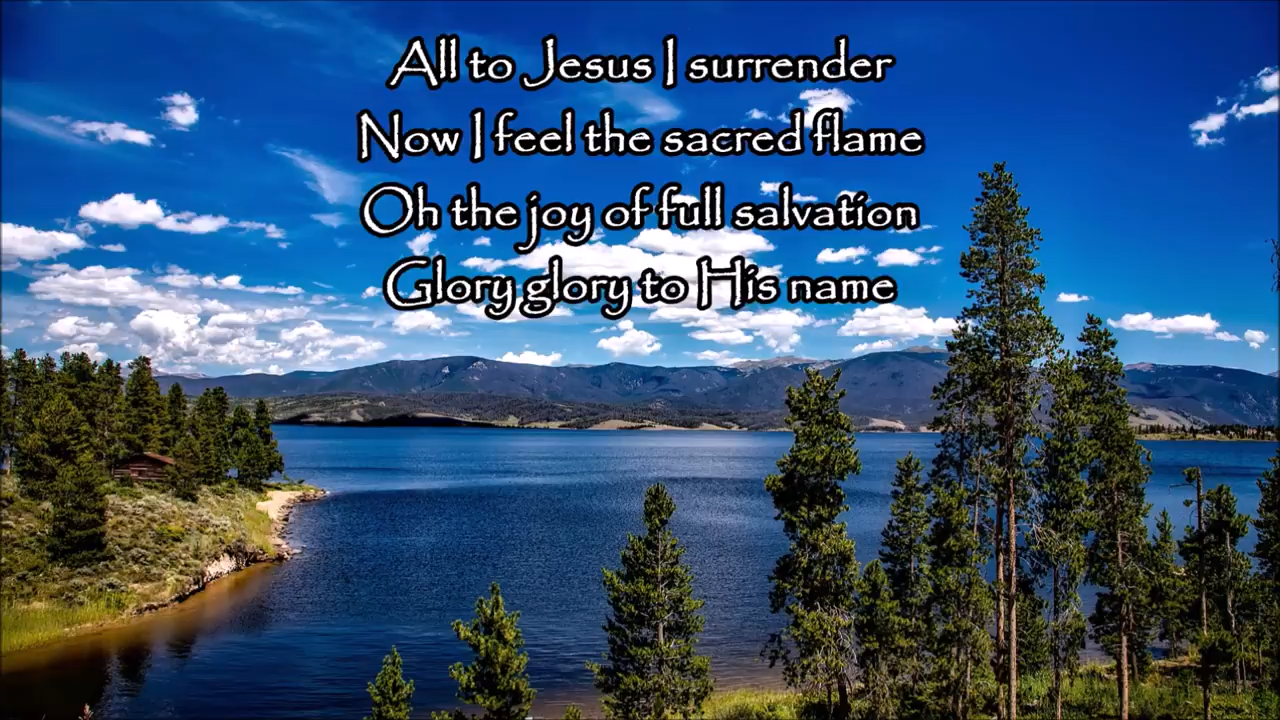 All to Jesus I surrender
Now I feel the sacred flame
Oh the joy of full salvation
Glory glory to His name